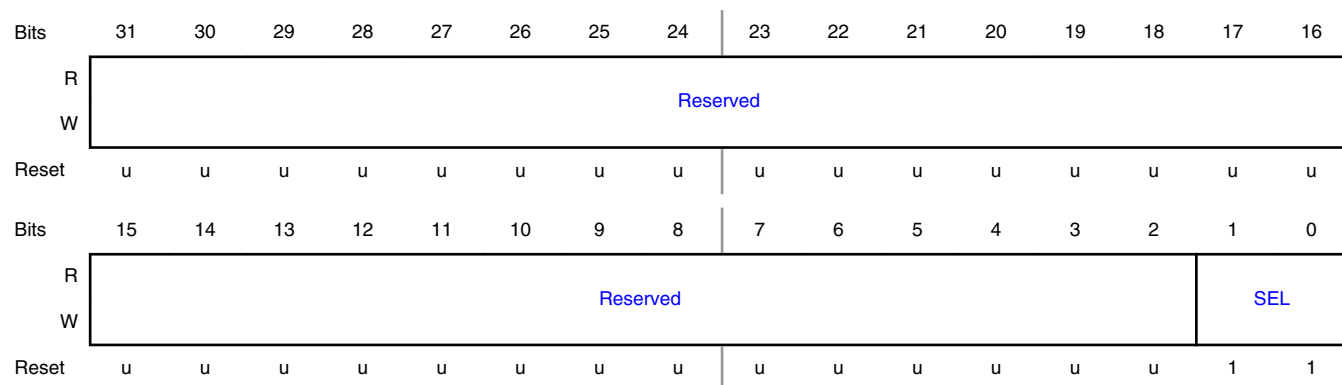 Bits 31 30 29 28 27 26 25 24 23 22 21 20 19 18 17 16
R
Reserved
W
Reset u u u u u u u u u u u u u u u u
Bits 15 14 13 12 11 10 9 8 7 6 5 4 3 2 1 0
R
Reserved SEL
W
Reset u u u u u u u u u u u u u u 1 1